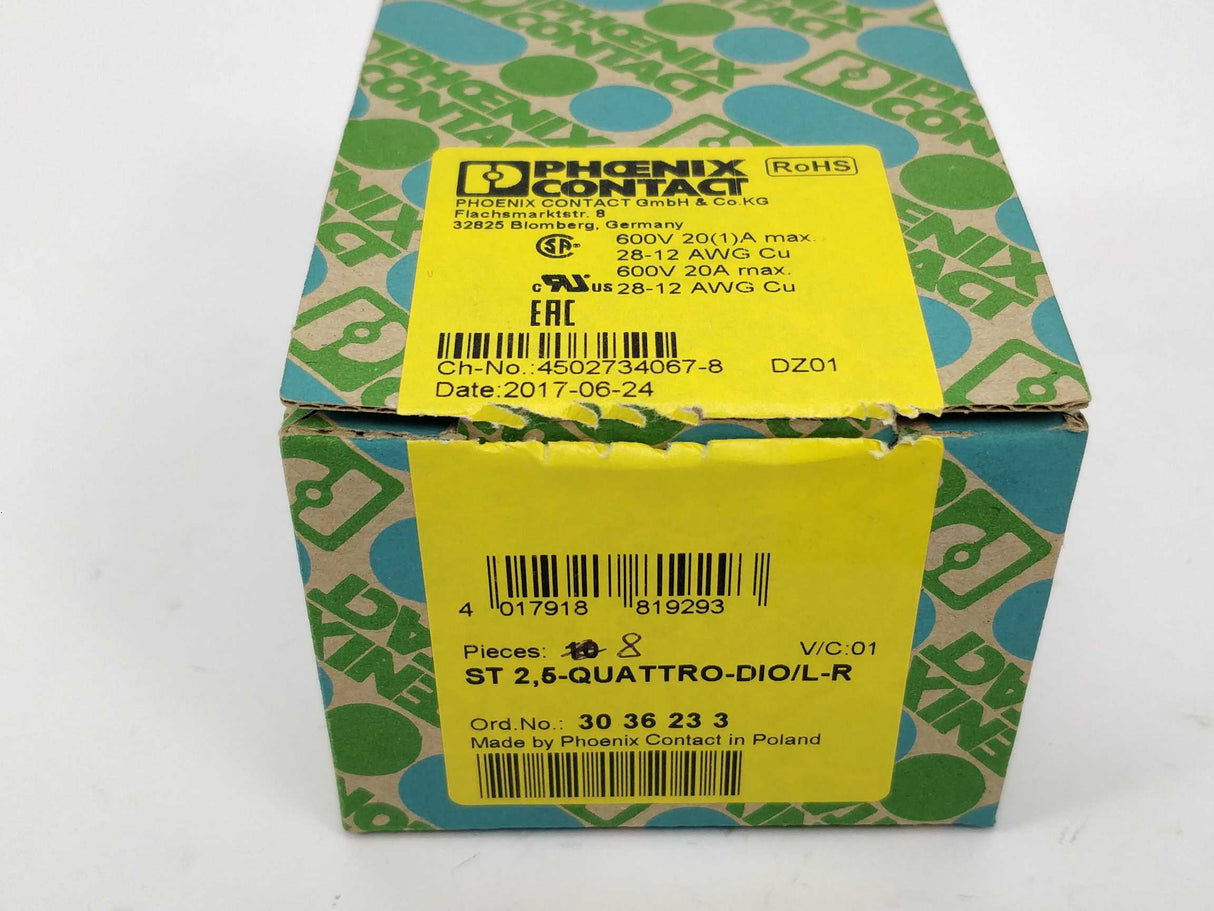 PHŒNIX
CONTACT
RoHS
PHOENIX CONTACT GmbH & Co.KG
Flachsmarktstr. 8
32825 Blomberg, Germany
600V 20(1)A max.
28-12 AWG Cu
600V 20A max.
c US 28-12 AWG Cu
EAC
Ch-No.:4502734067-8 DZ01
Date:2017-06-24
4 017918 819293
Pieces: 10 8 V/C:01
ST 2,5-QUATTRO-DIO/L-R
Ord.No.: 30 36 23 3
Made by Phoenix Contact in Poland